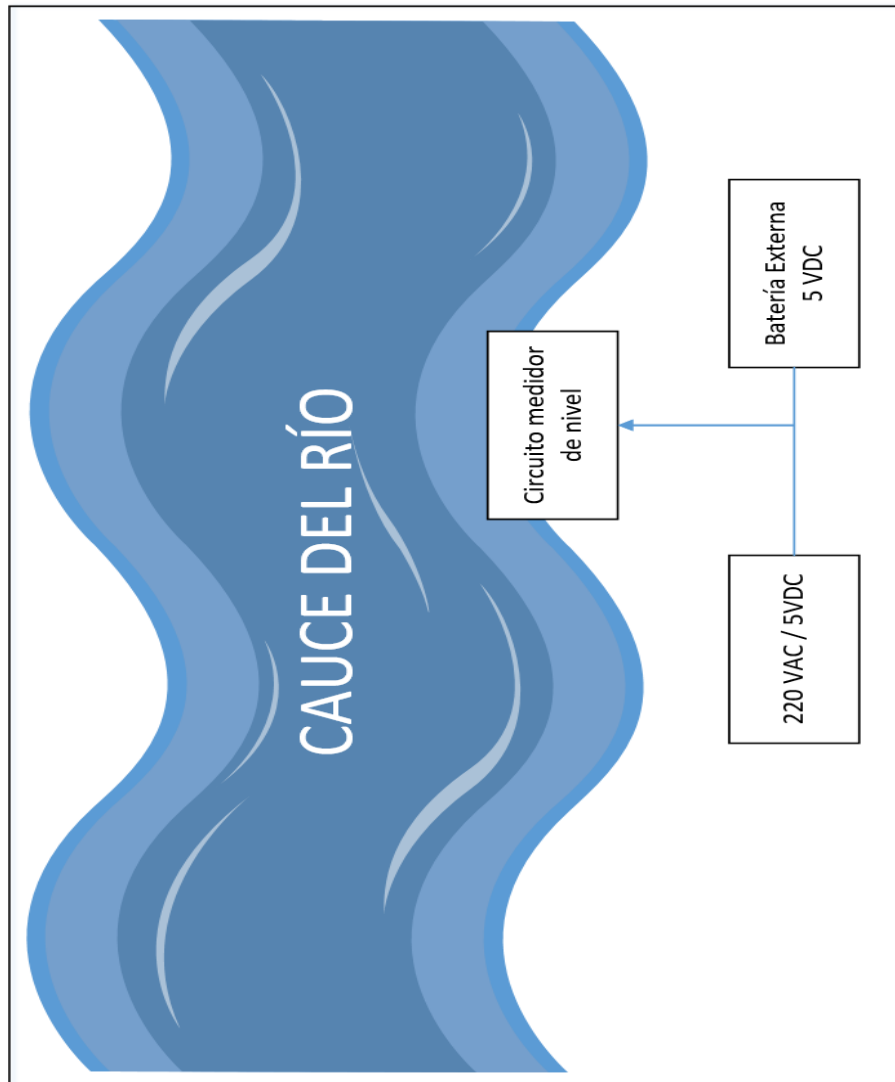 CAUCE DEL RÍO
Circuito medidor
de nivel
220 VAC / 5VDC
Batería Externa
5 VDC